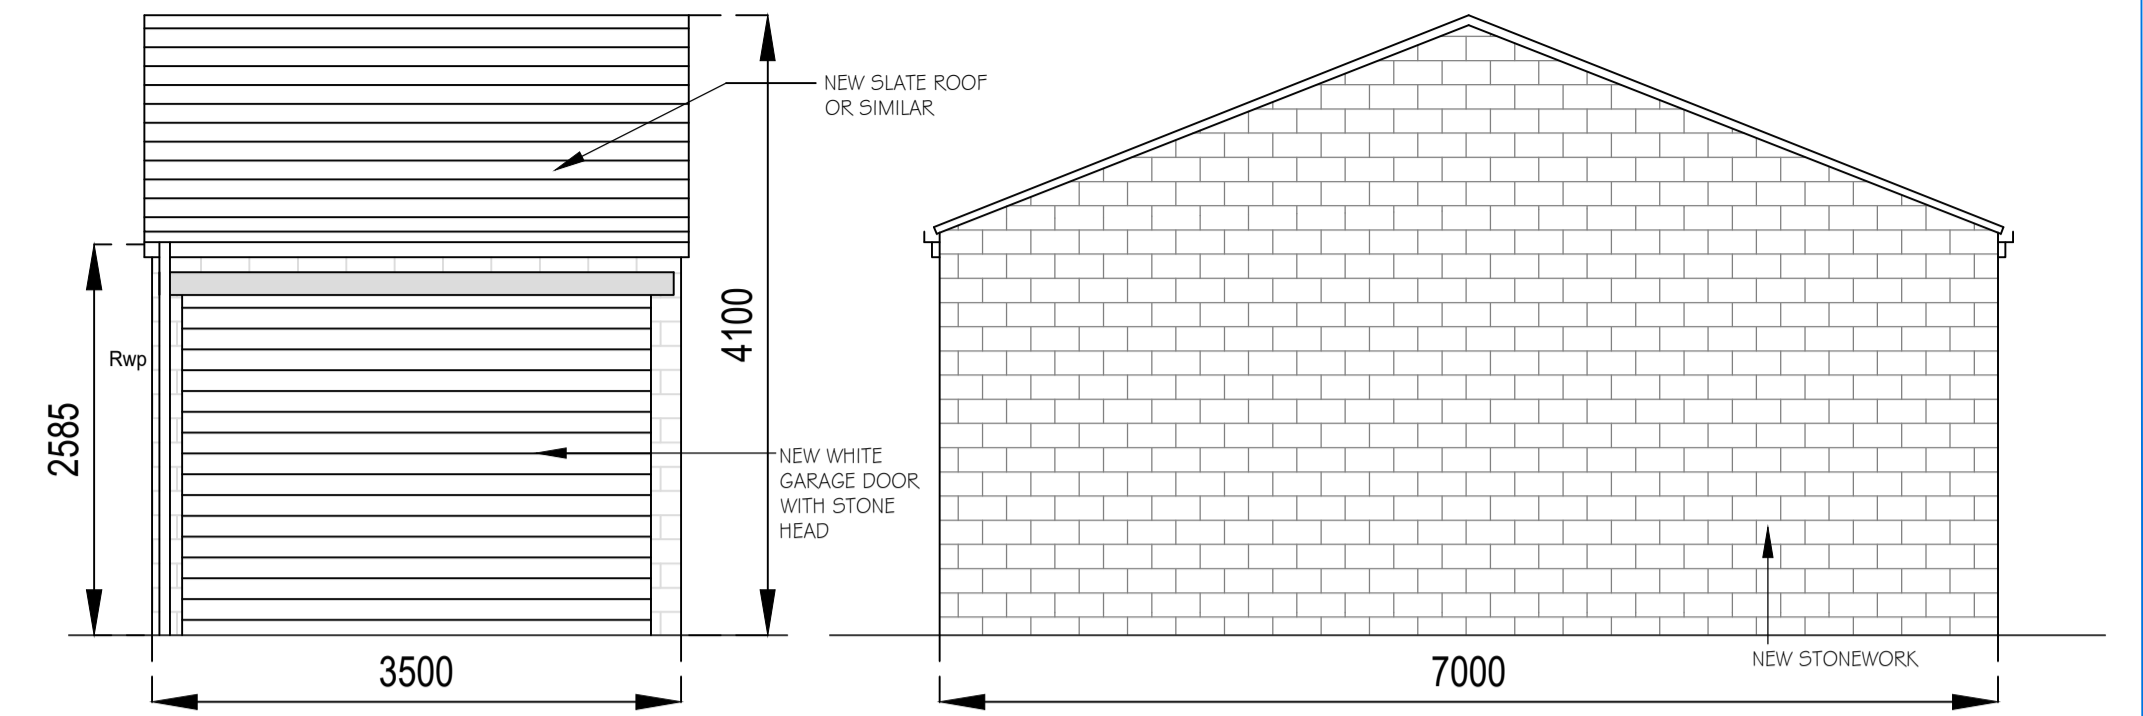 NEW SLATE ROOF
OR SIMILAR
4100
Rwp
2585
NEW WHITE
GARAGE DOOR
WITH STONE
HEAD
3500
7000
NEW STONEWORK